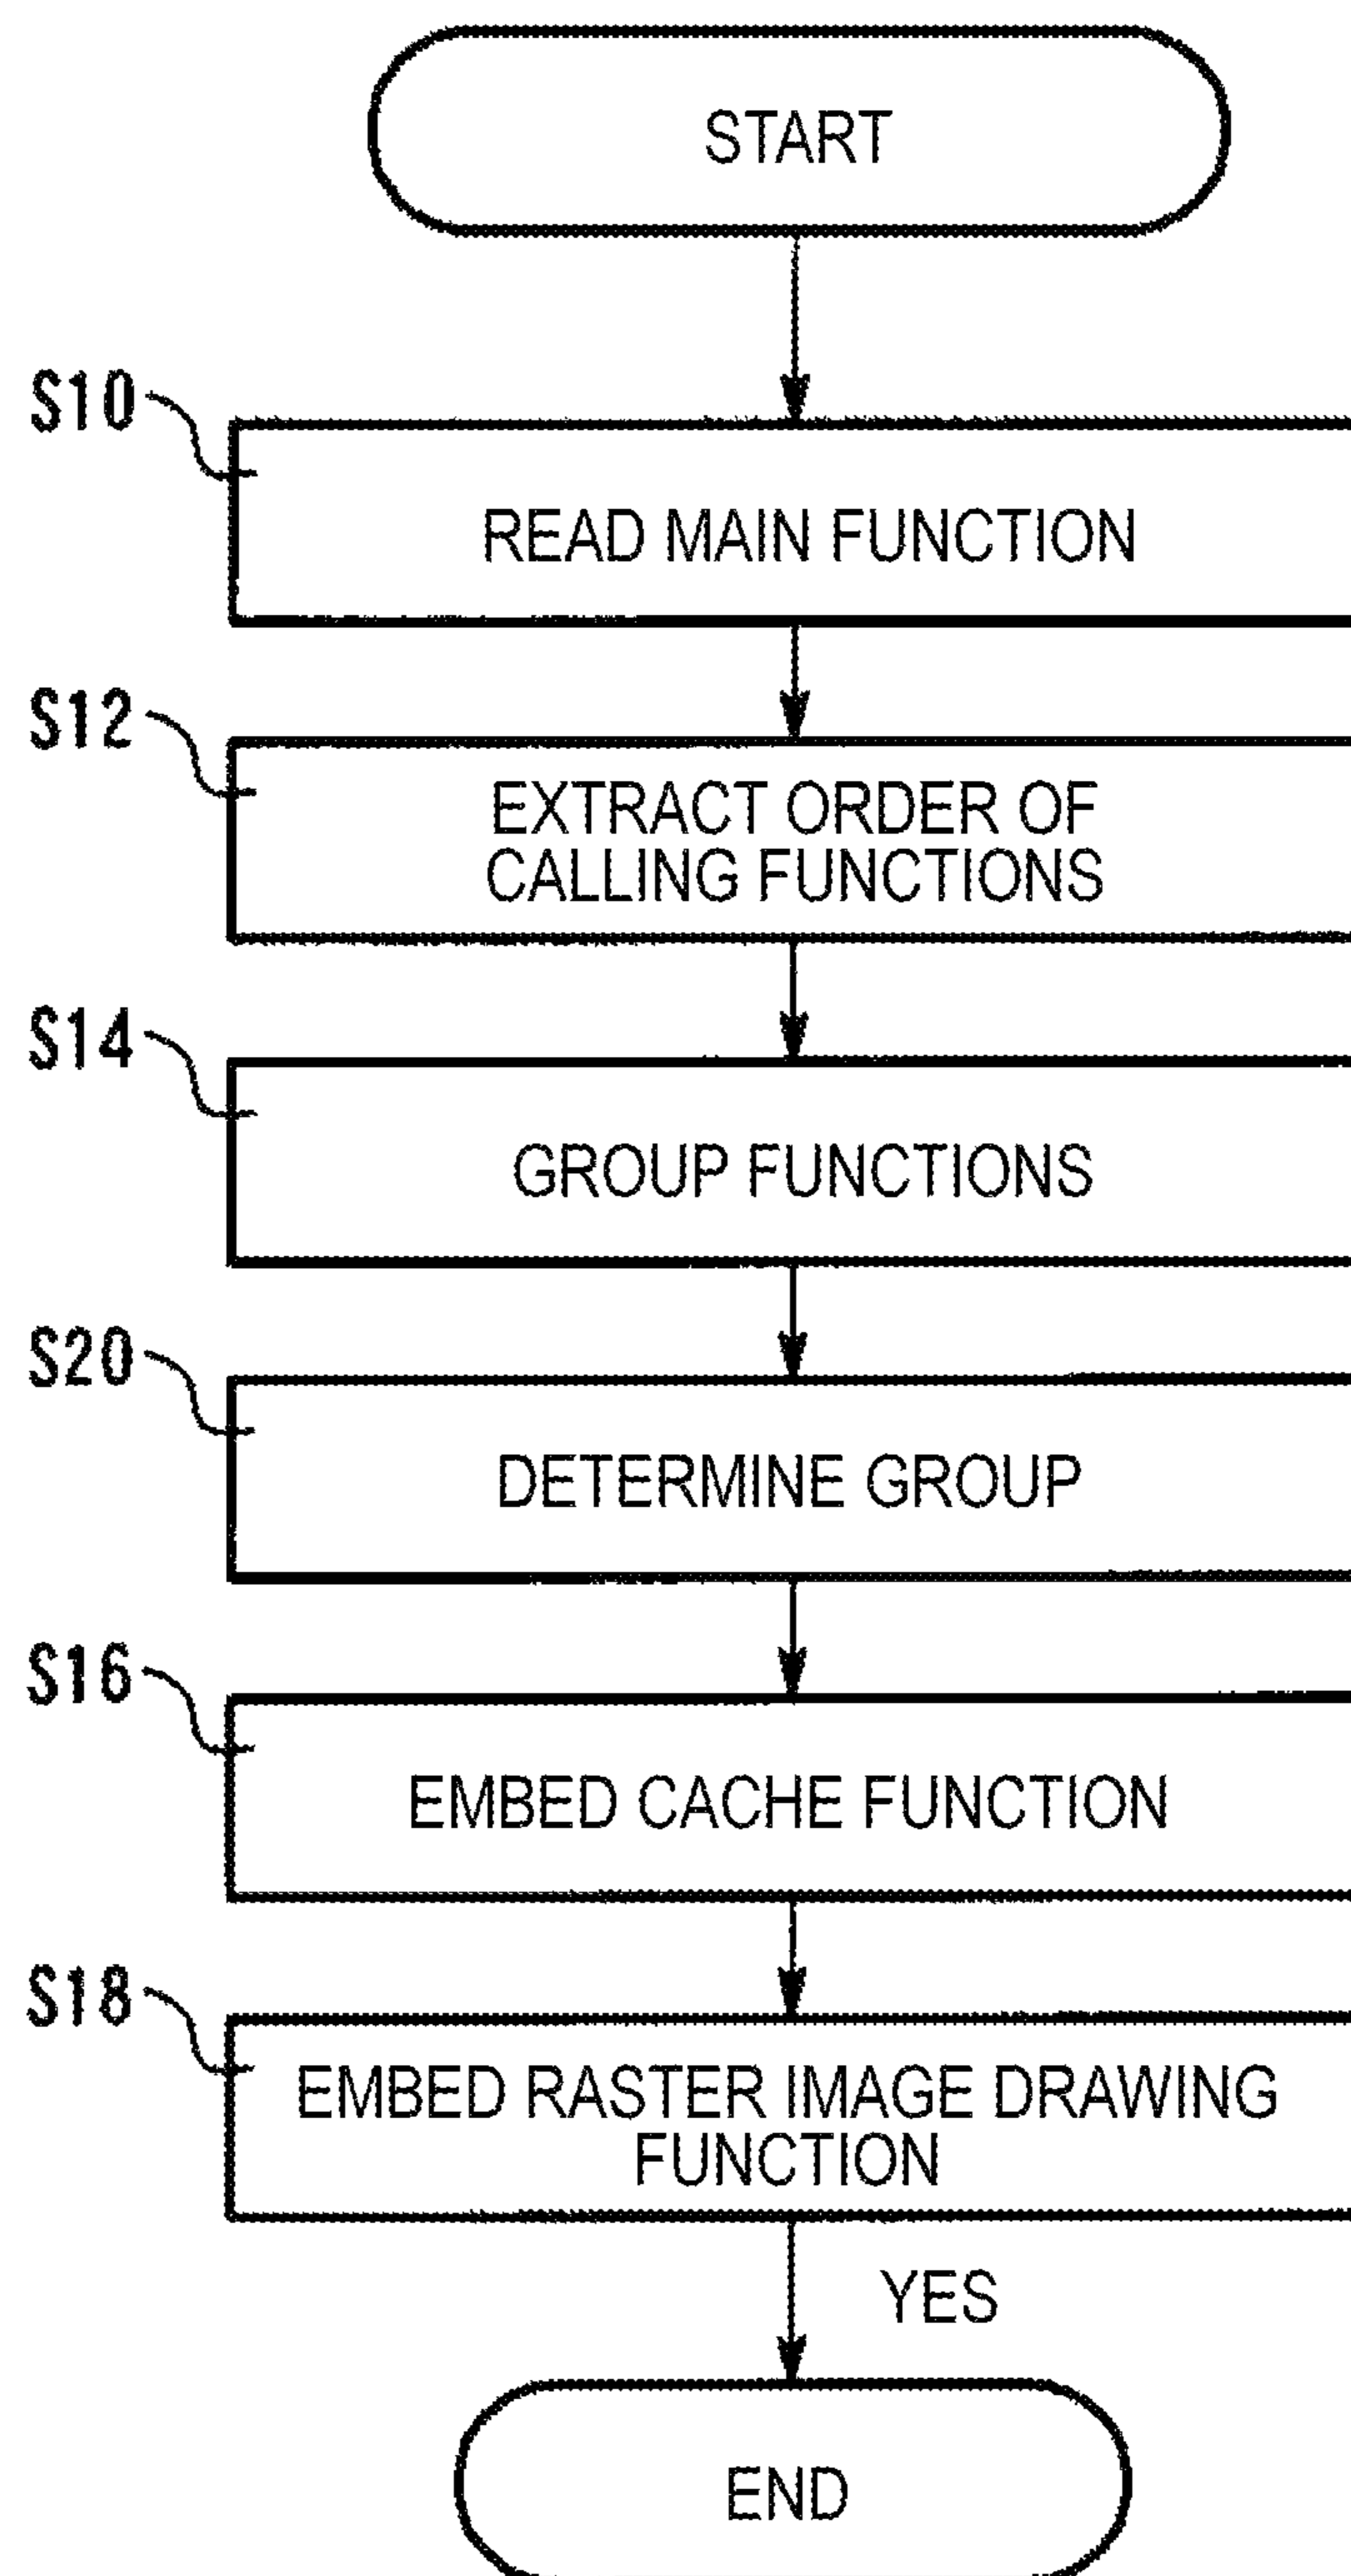 START
S10
READ MAIN FUNCTION
S12
EXTRACT ORDER OF
CALLING FUNCTIONS
S14
GROUP FUNCTIONS
S20
DETERMINE GROUP
S16
EMBED CACHE FUNCTION
S18
EMBED RASTER IMAGE DRAWING
FUNCTION
YES
END